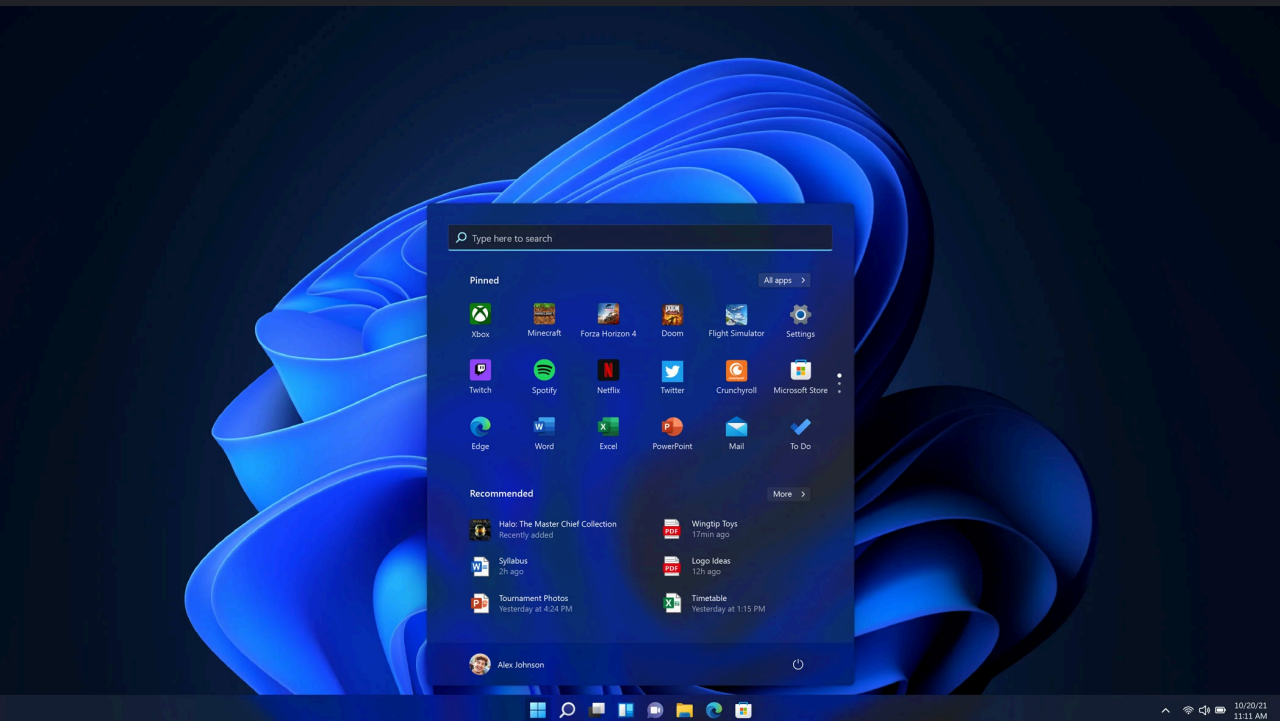 Type here to search
Pinned
All apps
Xbox
Minecraft
Forza Horizon 4
Doom
Flight Simulator
Settings
Twitch
Spotify
Netflix
Twitter
Crunchyroll
Microsoft Store
Edge
Word
Excel
PowerPoint
Mail
To Do
Recommended
More
Halo: The Master Chief Collection
Recently added
Wingtip Toys
17min ago
Syllabus
2h ago
Logo Ideas
12h ago
Tournament Photos
Yesterday at 4:24 PM
Timetable
Yesterday at 1:15 PM
Alex Johnson
10/20/21
11:11 AM